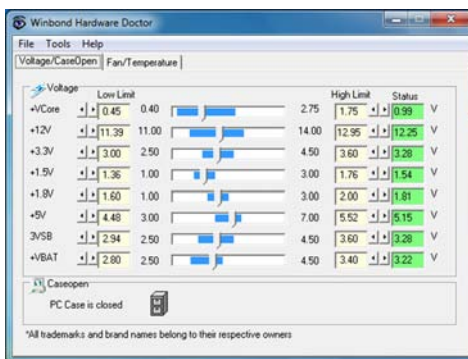 Winbond Hardware Doctor
File Tools Help
Voltage/CaseOpen Fan/Temperature
Voltage Low Limit High Limit Status
+VCore 0.45 0.40 2.75 1.75 0.99 V
+12V 11.39 11.00 14.00 12.95 12.25 V
+3.3V 3.00 2.50 4.50 3.60 3.28 V
+1.5V 1.36 1.00 3.00 1.76 1.54 V
+1.8V 1.60 1.00 3.00 2.00 1.81 V
+5V 4.48 3.00 7.00 5.52 5.15 V
3VSB 2.94 2.50 4.50 3.60 3.28 V
+VBAT 2.80 2.50 4.50 3.40 3.22 V
Caseopen
PC Case is closed
*All trademarks and brand names belong to their respective owners